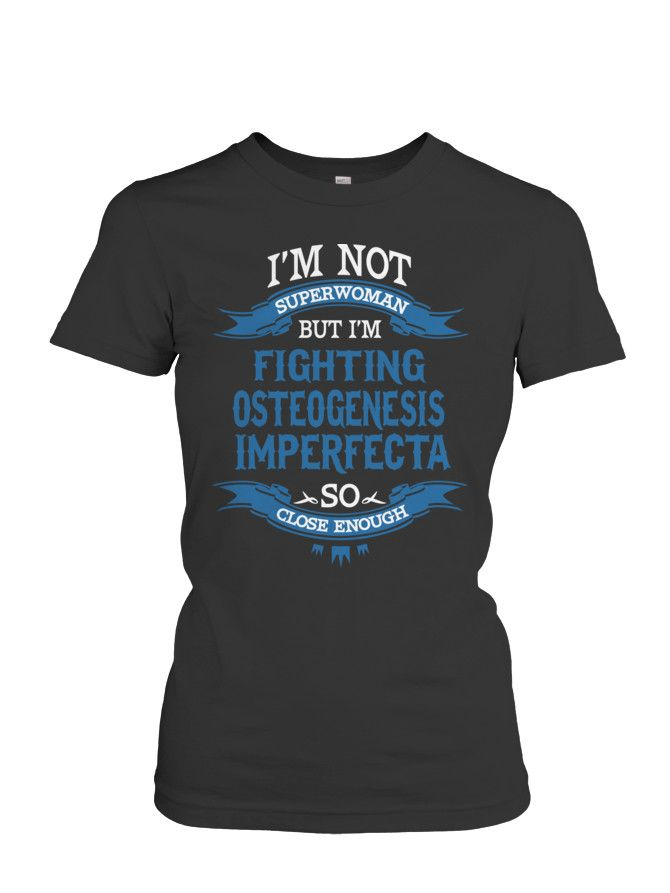 I'M NOT
SUPERWOMAN
BUT I'M
FIGHTING
OSTEOGENESIS
IMPERFECTA
SO
CLOSE ENOUGH